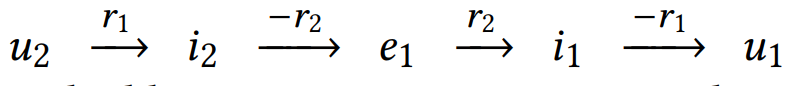 u₂ —r₁→ i₂ —−r₂→ e₁ —r₂→ i₁ —−r₁→ u₁